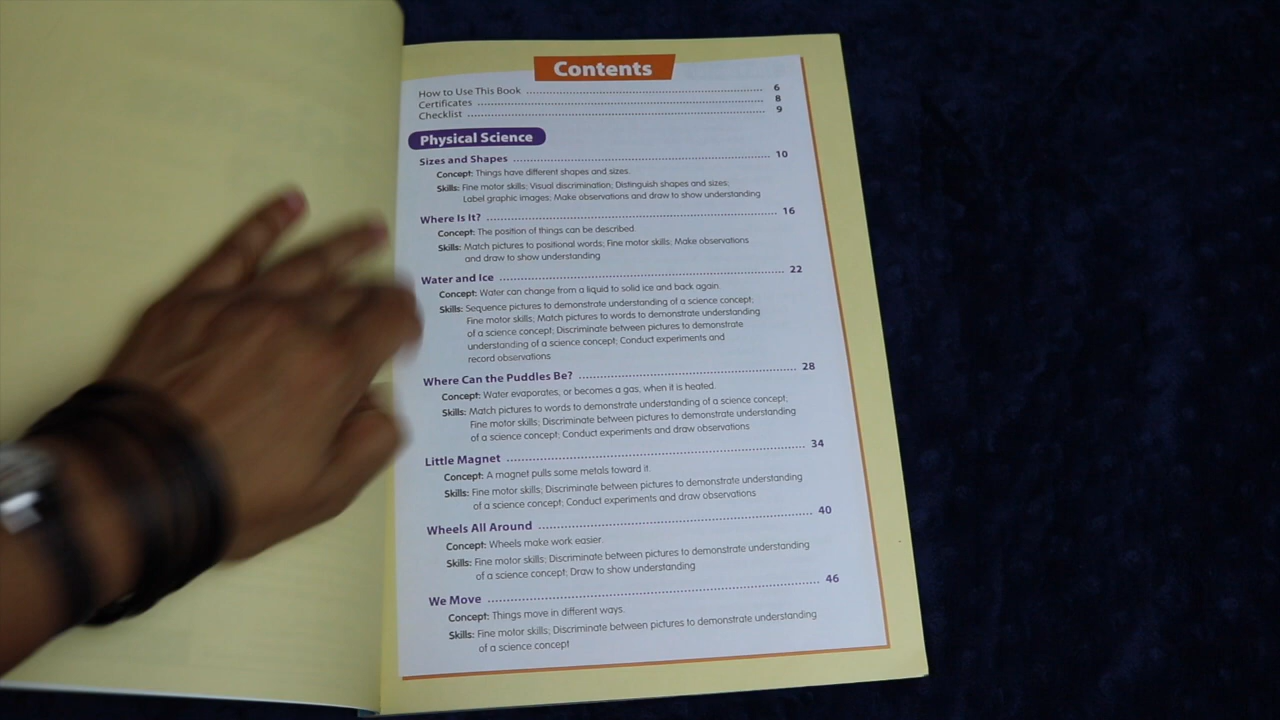 Contents
How to Use This Book ........ 6
Certificates ........ 8
Checklist ........ 9
Physical Science
Sizes and Shapes ........ 10
Concept: Things have different shapes and sizes.
Skills: Fine motor skills; Visual discrimination; Distinguish shapes and sizes;
Label graphic images; Make observations and draw to show understanding
Where Is It? ........ 16
Concept: The position of things can be described.
Skills: Match pictures to positional words; Fine motor skills; Make observations
and draw to show understanding
Water and Ice ........ 22
Concept: Water can change from a liquid to solid ice and back again.
Skills: Sequence pictures to demonstrate understanding of a science concept;
Fine motor skills; Match pictures to words to demonstrate understanding
of a science concept; Discriminate between pictures to demonstrate
understanding of a science concept; Conduct experiments and
record observations
Where Can the Puddles Be? ........ 28
Concept: Water evaporates, or becomes a gas, when it is heated.
Skills: Match pictures to words to demonstrate understanding of a science concept;
Fine motor skills; Discriminate between pictures to demonstrate understanding
of a science concept; Conduct experiments and draw observations
Little Magnet ........ 34
Concept: A magnet pulls some metals toward it.
Skills: Fine motor skills; Discriminate between pictures to demonstrate understanding
of a science concept; Conduct experiments and draw observations
Wheels All Around ........ 40
Concept: Wheels make work easier.
Skills: Fine motor skills; Discriminate between pictures to demonstrate understanding
of a science concept; Draw to show understanding
We Move ........ 46
Concept: Things move in different ways.
Skills: Fine motor skills; Discriminate between pictures to demonstrate understanding
of a science concept